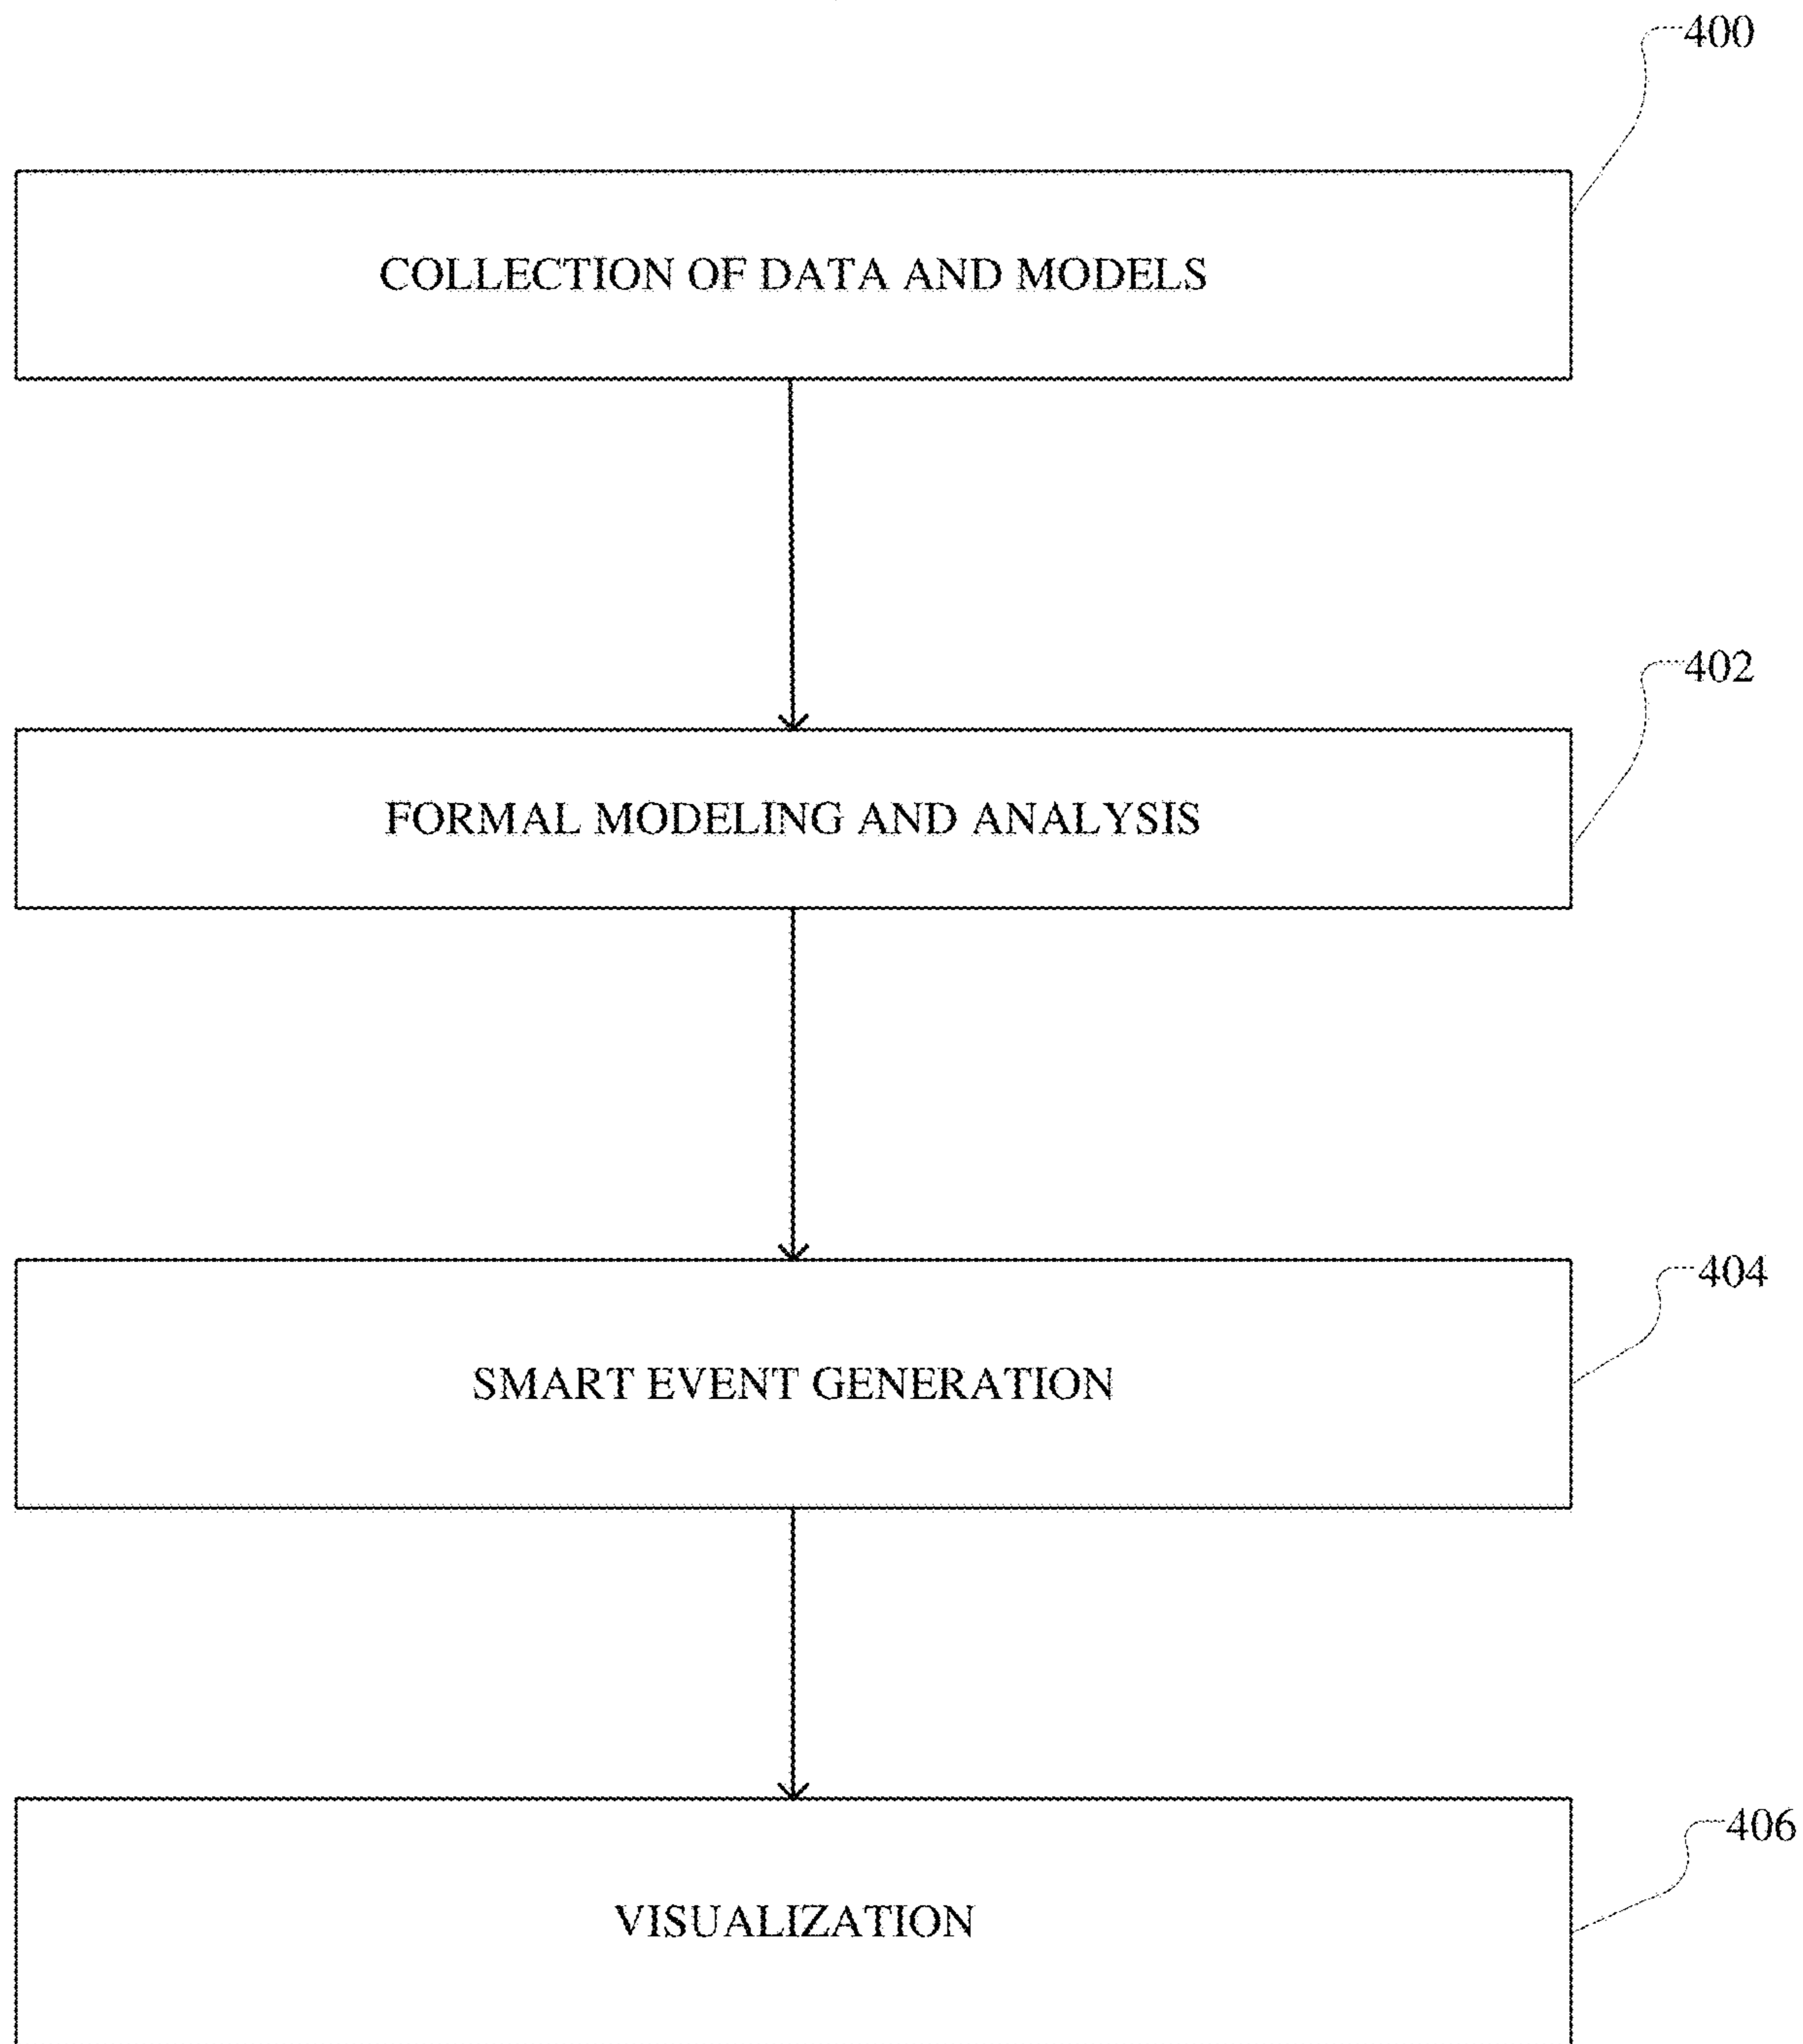 400
COLLECTION OF DATA AND MODELS
402
FORMAL MODELING AND ANALYSIS
404
SMART EVENT GENERATION
406
VISUALIZATION